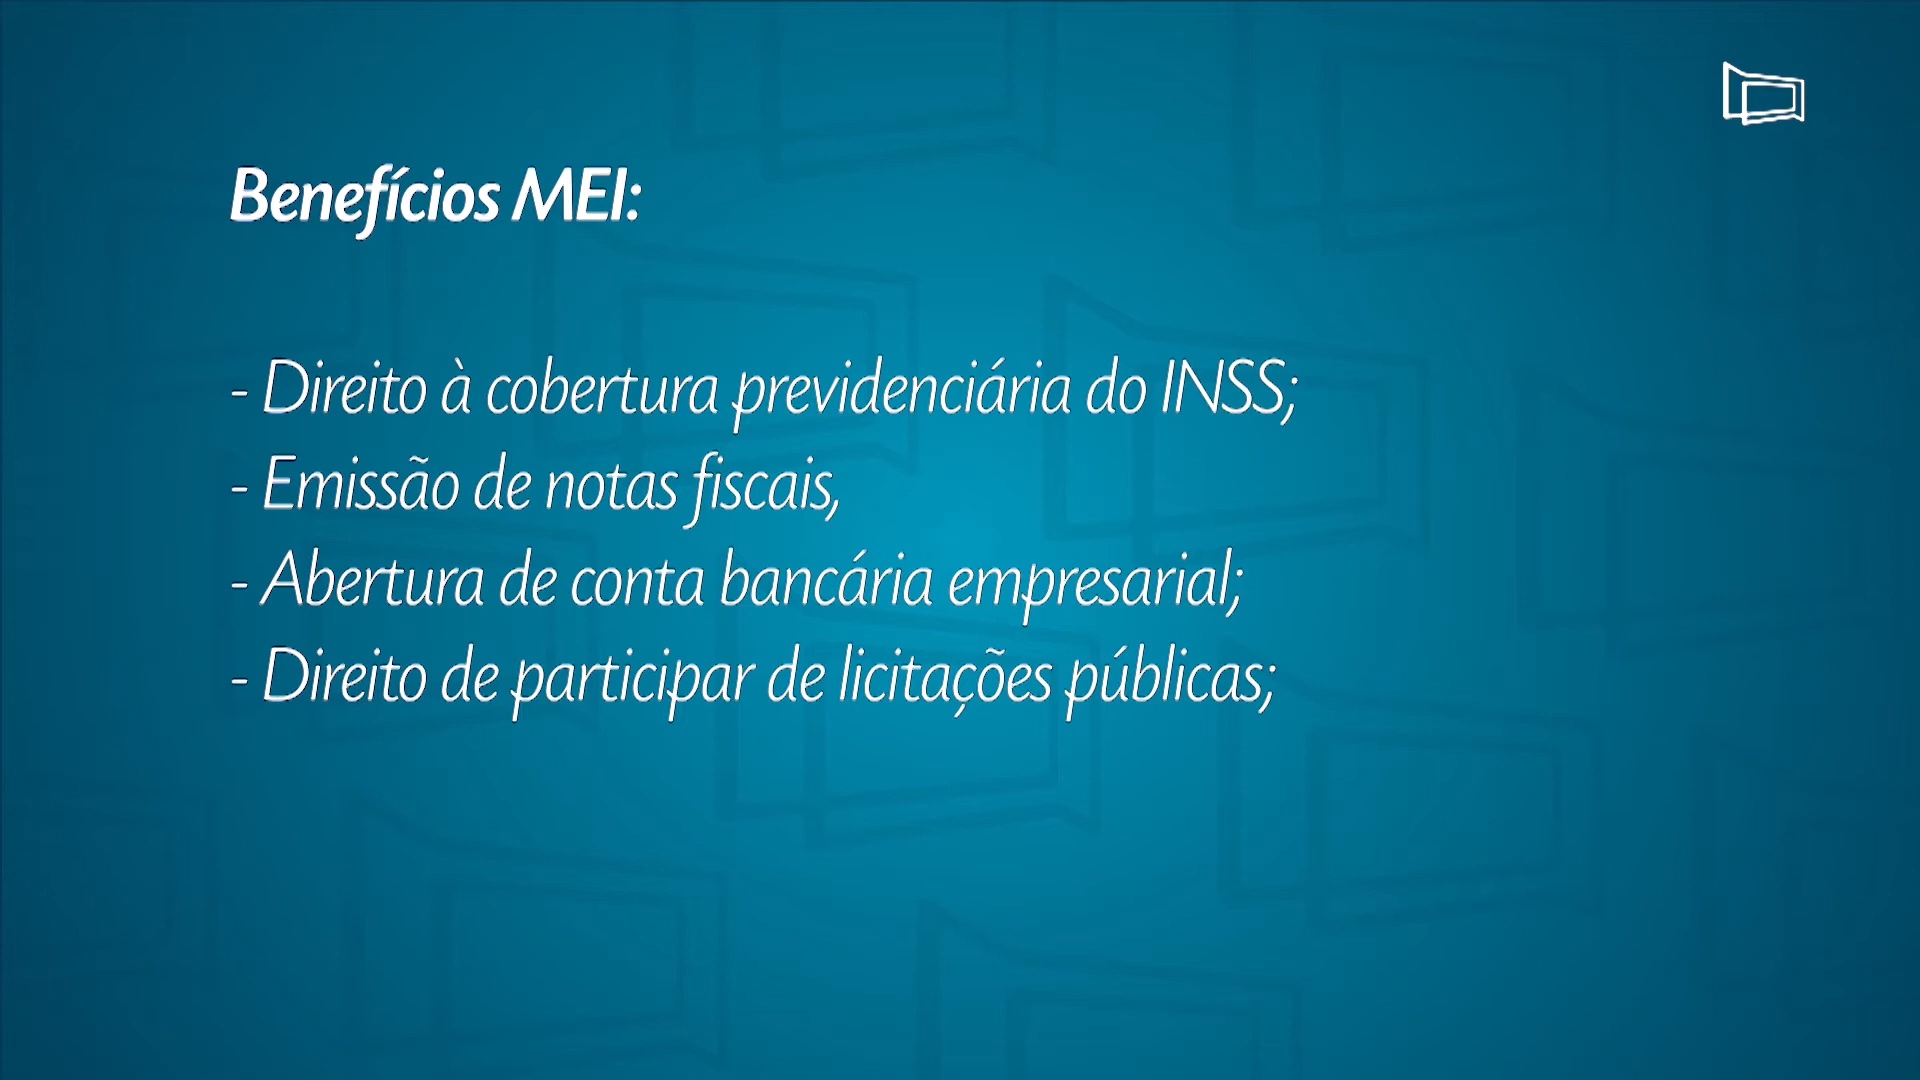 Benefícios MEI:
- Direito à cobertura previdenciária do INSS;
- Emissão de notas fiscais,
- Abertura de conta bancária empresarial;
- Direito de participar de licitações públicas;